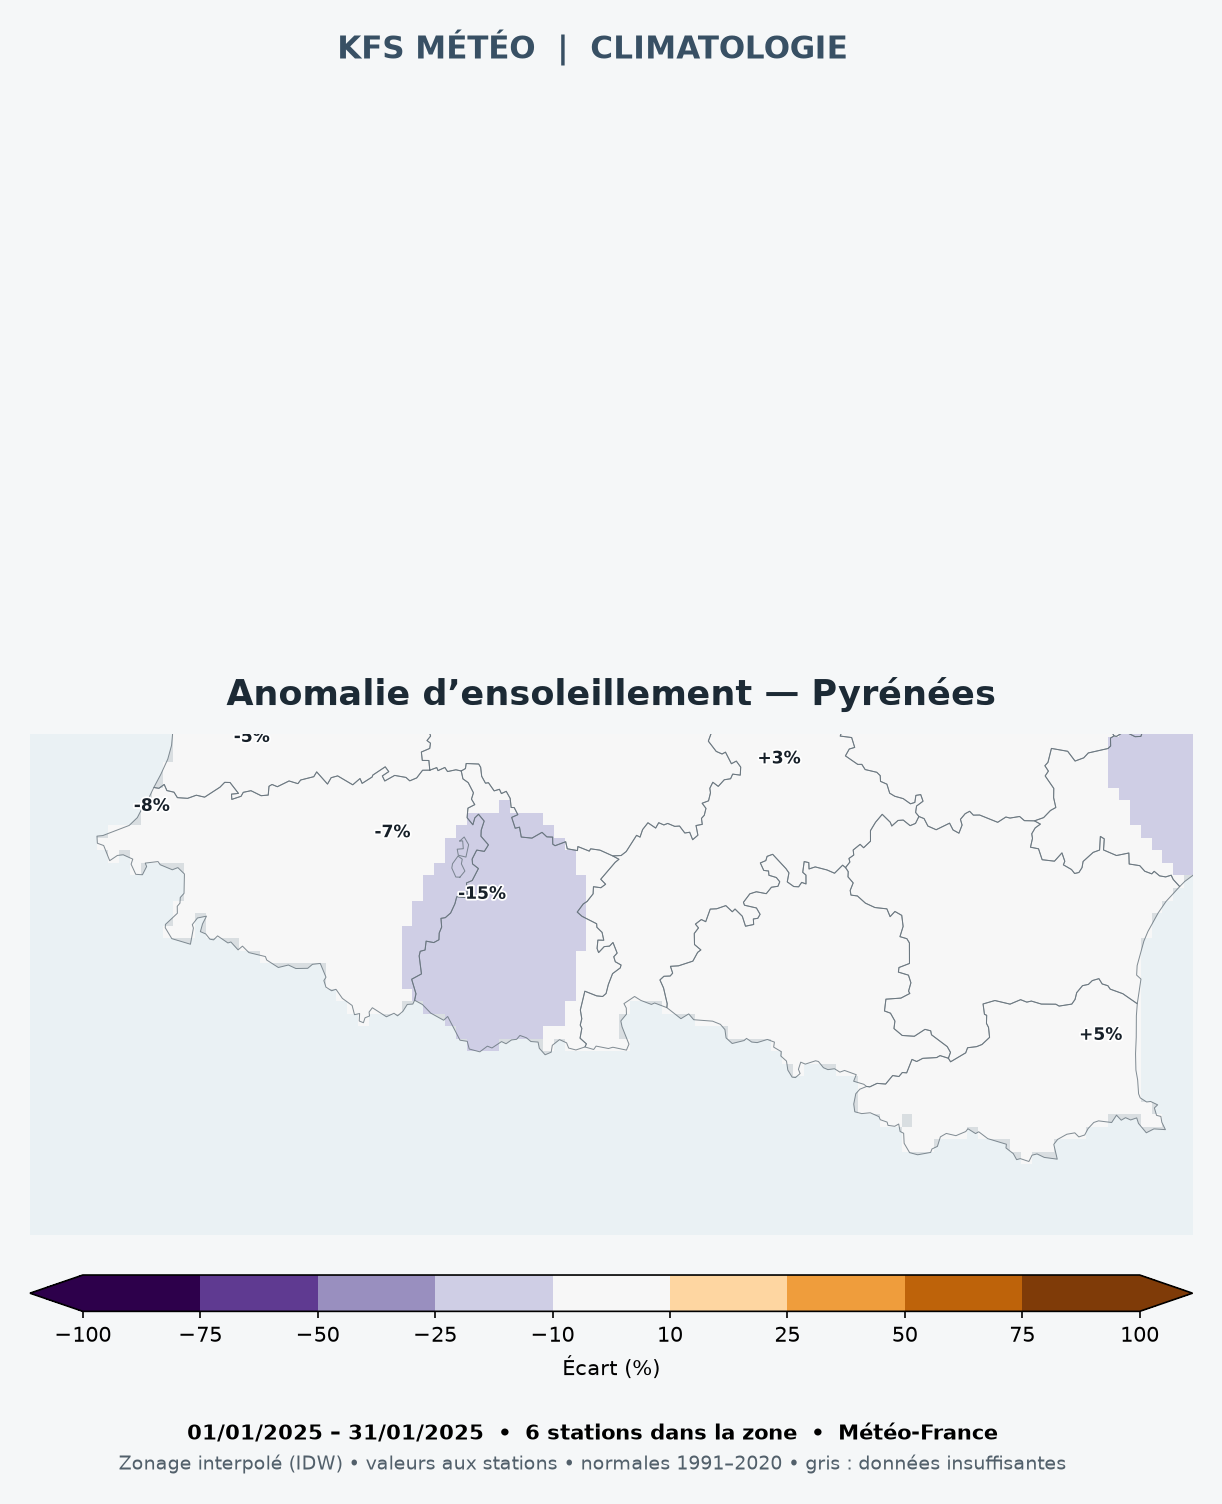 KFS MÉTÉO | CLIMATOLOGIE
Anomalie d’ensoleillement — Pyrénées
-5%
+3%
-8%
-7%
-15%
+5%
−100 −75 −50 −25 −10 10 25 50 75 100
Écart (%)
01/01/2025 – 31/01/2025 • 6 stations dans la zone • Météo-France
Zonage interpolé (IDW) • valeurs aux stations • normales 1991–2020 • gris : données insuffisantes